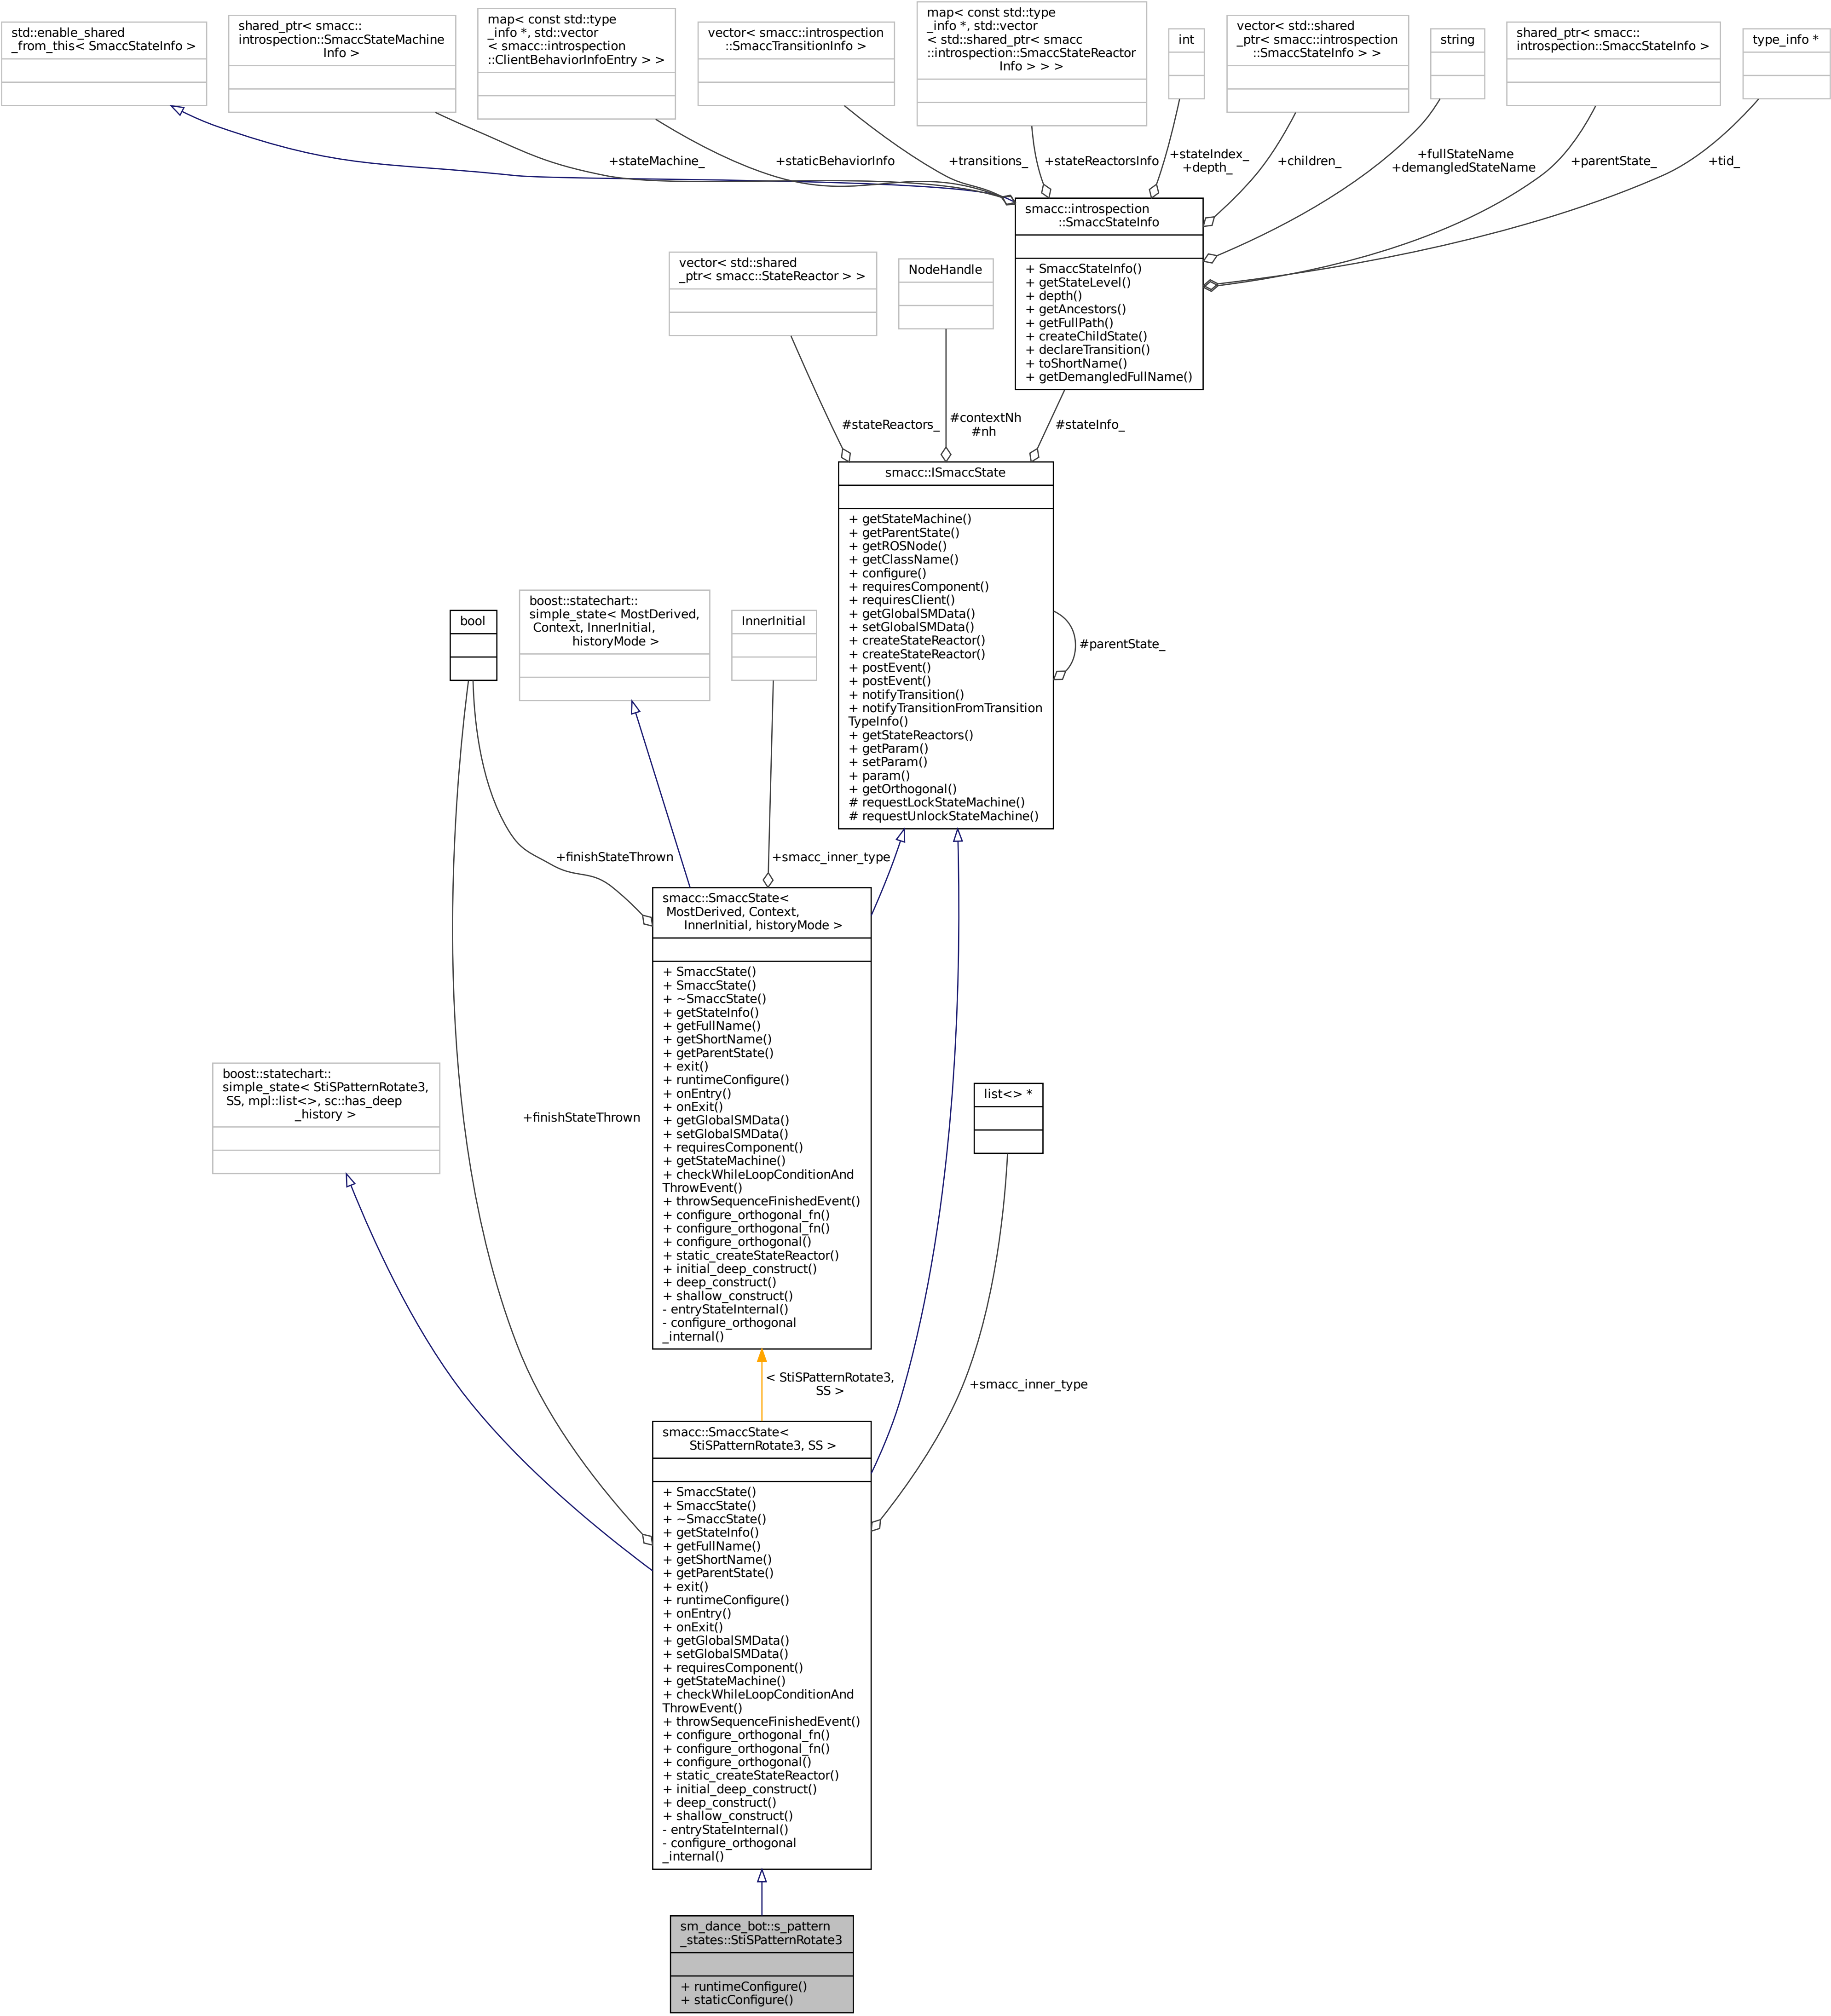 std::enable_shared
_from_this< SmaccStateInfo >
shared_ptr< smacc::
introspection::SmaccStateMachine
Info >
map< const std::type
_info *, std::vector
< smacc::introspection
::ClientBehaviorInfoEntry > >
vector< smacc::introspection
::SmaccTransitionInfo >
map< const std::type
_info *, std::vector
< std::shared_ptr< smacc
::introspection::SmaccStateReactor
Info > > >
int
vector< std::shared
_ptr< smacc::introspection
::SmaccStateInfo > >
string
shared_ptr< smacc::
introspection::SmaccStateInfo >
type_info *
+stateMachine_
+staticBehaviorInfo
+transitions_
+stateReactorsInfo
+stateIndex_
+depth_
+children_
+fullStateName
+demangledStateName
+parentState_
+tid_
smacc::introspection
::SmaccStateInfo
+ SmaccStateInfo()
+ getStateLevel()
+ depth()
+ getAncestors()
+ getFullPath()
+ createChildState()
+ declareTransition()
+ toShortName()
+ getDemangledFullName()
vector< std::shared
_ptr< smacc::StateReactor > >
NodeHandle
#stateReactors_
#contextNh
#nh
#stateInfo_
smacc::ISmaccState
+ getStateMachine()
+ getParentState()
+ getROSNode()
+ getClassName()
+ configure()
+ requiresComponent()
+ requiresClient()
+ getGlobalSMData()
+ setGlobalSMData()
+ createStateReactor()
+ createStateReactor()
+ postEvent()
+ postEvent()
+ notifyTransition()
+ notifyTransitionFromTransition
TypeInfo()
+ getStateReactors()
+ getParam()
+ setParam()
+ param()
+ getOrthogonal()
# requestLockStateMachine()
# requestUnlockStateMachine()
#parentState_
bool
boost::statechart::
simple_state< MostDerived,
Context, InnerInitial,
historyMode >
InnerInitial
+finishStateThrown
+smacc_inner_type
smacc::SmaccState<
MostDerived, Context,
InnerInitial, historyMode >
+ SmaccState()
+ SmaccState()
+ ~SmaccState()
+ getStateInfo()
+ getFullName()
+ getShortName()
+ getParentState()
+ exit()
+ runtimeConfigure()
+ onEntry()
+ onExit()
+ getGlobalSMData()
+ setGlobalSMData()
+ requiresComponent()
+ getStateMachine()
+ checkWhileLoopConditionAnd
ThrowEvent()
+ throwSequenceFinishedEvent()
+ configure_orthogonal_fn()
+ configure_orthogonal_fn()
+ configure_orthogonal()
+ static_createStateReactor()
+ initial_deep_construct()
+ deep_construct()
+ shallow_construct()
- entryStateInternal()
- configure_orthogonal
_internal()
boost::statechart::
simple_state< StiSPatternRotate3,
SS, mpl::list<>, sc::has_deep
_history >
+finishStateThrown
list<> *
< StiSPatternRotate3,
SS >
+smacc_inner_type
smacc::SmaccState<
StiSPatternRotate3, SS >
+ SmaccState()
+ SmaccState()
+ ~SmaccState()
+ getStateInfo()
+ getFullName()
+ getShortName()
+ getParentState()
+ exit()
+ runtimeConfigure()
+ onEntry()
+ onExit()
+ getGlobalSMData()
+ setGlobalSMData()
+ requiresComponent()
+ getStateMachine()
+ checkWhileLoopConditionAnd
ThrowEvent()
+ throwSequenceFinishedEvent()
+ configure_orthogonal_fn()
+ configure_orthogonal_fn()
+ configure_orthogonal()
+ static_createStateReactor()
+ initial_deep_construct()
+ deep_construct()
+ shallow_construct()
- entryStateInternal()
- configure_orthogonal
_internal()
sm_dance_bot::s_pattern
_states::StiSPatternRotate3
+ runtimeConfigure()
+ staticConfigure()